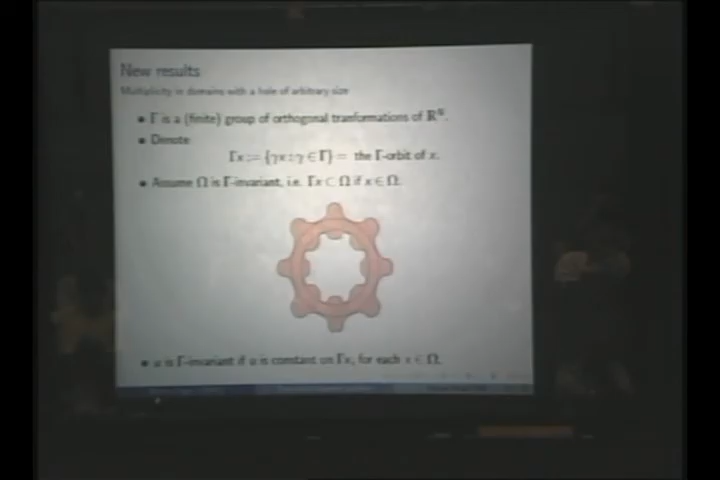 New results
Multiplicity in domains with a hole of arbitrary size
• Γ is a (finite) group of orthogonal tranformations of ℝᴺ.
• Denote
Γx := {γx : γ ∈ Γ} = the Γ-orbit of x.
• Assume Ω is Γ-invariant, i.e. Γx ⊂ Ω if x ∈ Ω.
• u is Γ-invariant if u is constant on Γx, for each x ∈ Ω.